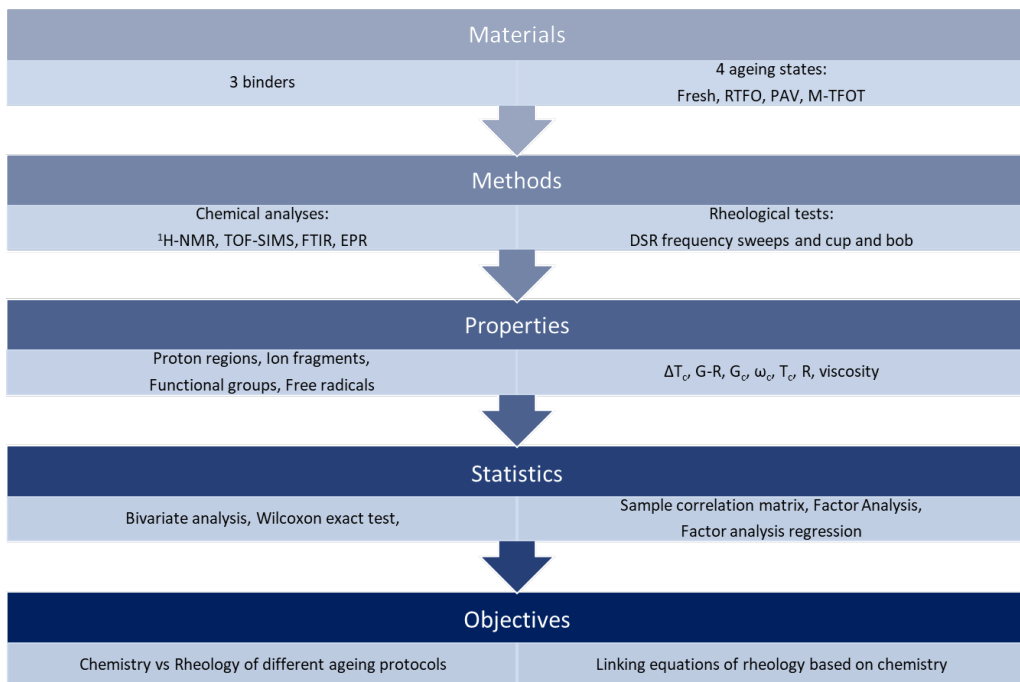 Materials
3 binders
4 ageing states:
Fresh, RTFO, PAV, M-TFOT
Methods
Chemical analyses:
¹H-NMR, TOF-SIMS, FTIR, EPR
Rheological tests:
DSR frequency sweeps and cup and bob
Properties
Proton regions, Ion fragments,
Functional groups, Free radicals
ΔTc, G-R, Gc, ωc, Tc, R, viscosity
Statistics
Bivariate analysis, Wilcoxon exact test,
Sample correlation matrix, Factor Analysis,
Factor analysis regression
Objectives
Chemistry vs Rheology of different ageing protocols
Linking equations of rheology based on chemistry